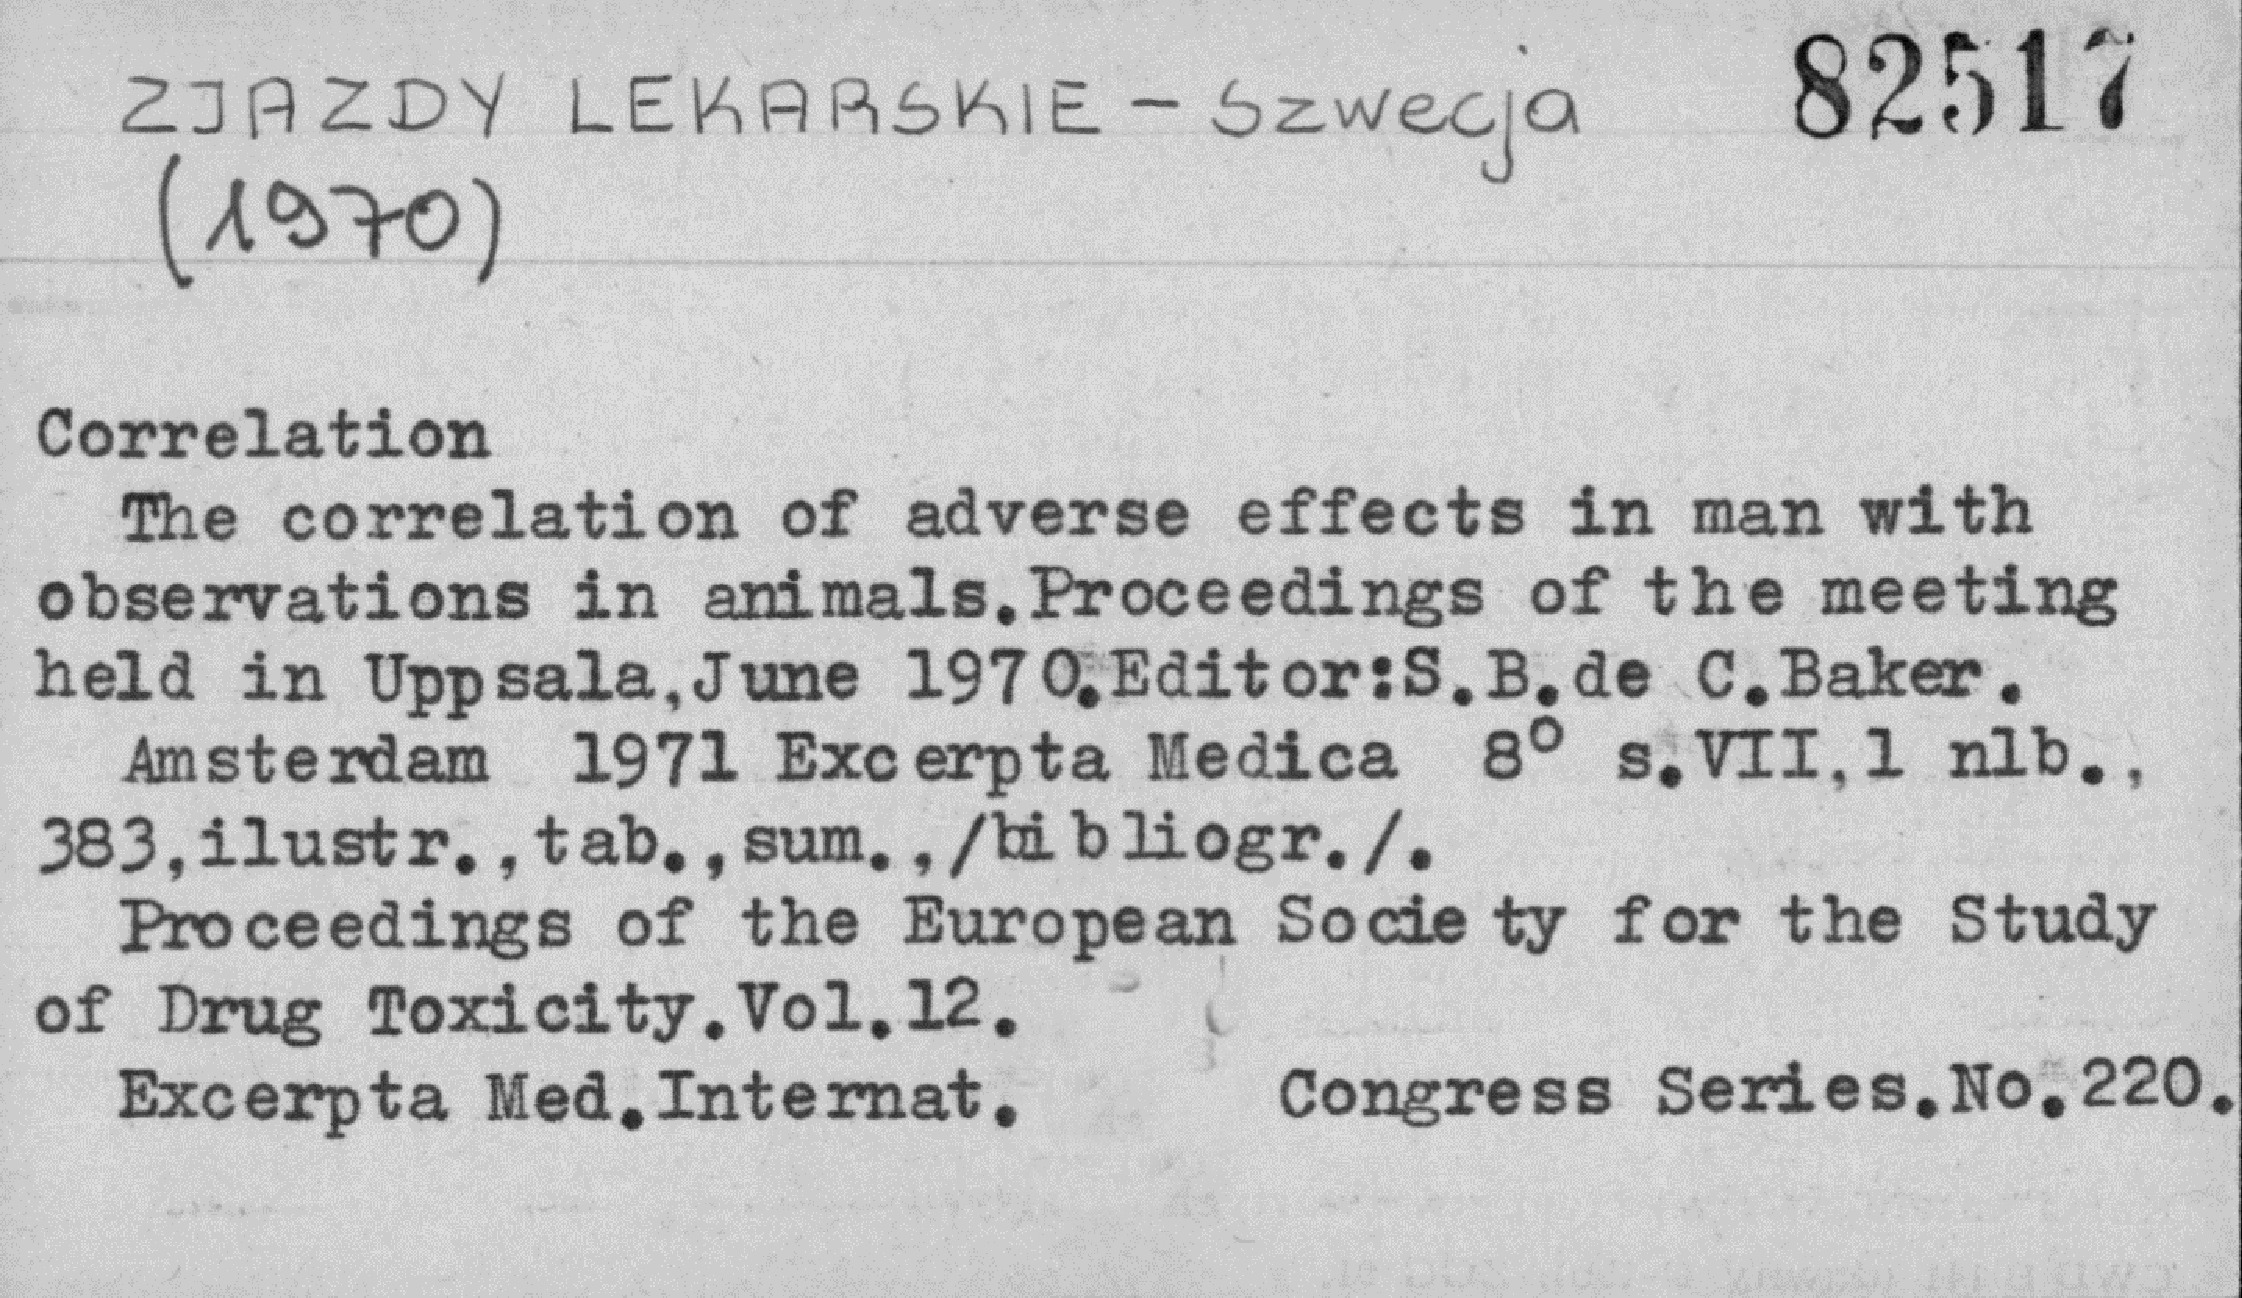 ZJAZDY LEKARSKIE - Szwecja 82517
(1970)
Correlation
The correlation of adverse effects in man with
observations in animals.Proceedings of the meeting
held in Uppsala,June 1970.Editor:S.B.de C.Baker.
Amsterdam 1971 Excerpta Medica 8° s.VII,1 nlb.,
383,ilustr.,tab.,sum.,/bibliogr./.
Proceedings of the European Society for the Study
of Drug Toxicity.Vol.12.
Excerpta Med.Internat. Congress Series.No.220.